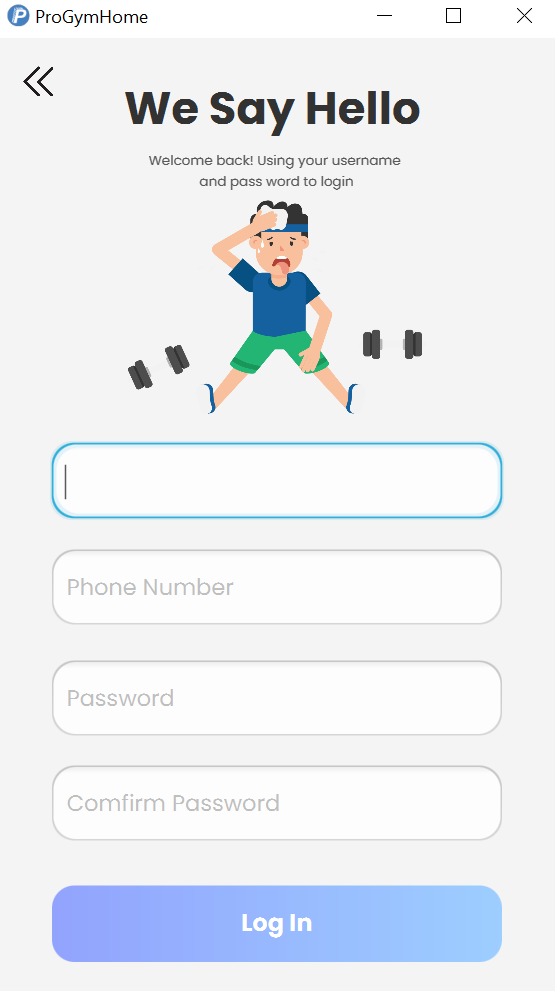 ProGymHome
We Say Hello
Welcome back! Using your username
and pass word to login
Phone Number
Password
Comfirm Password
Log In